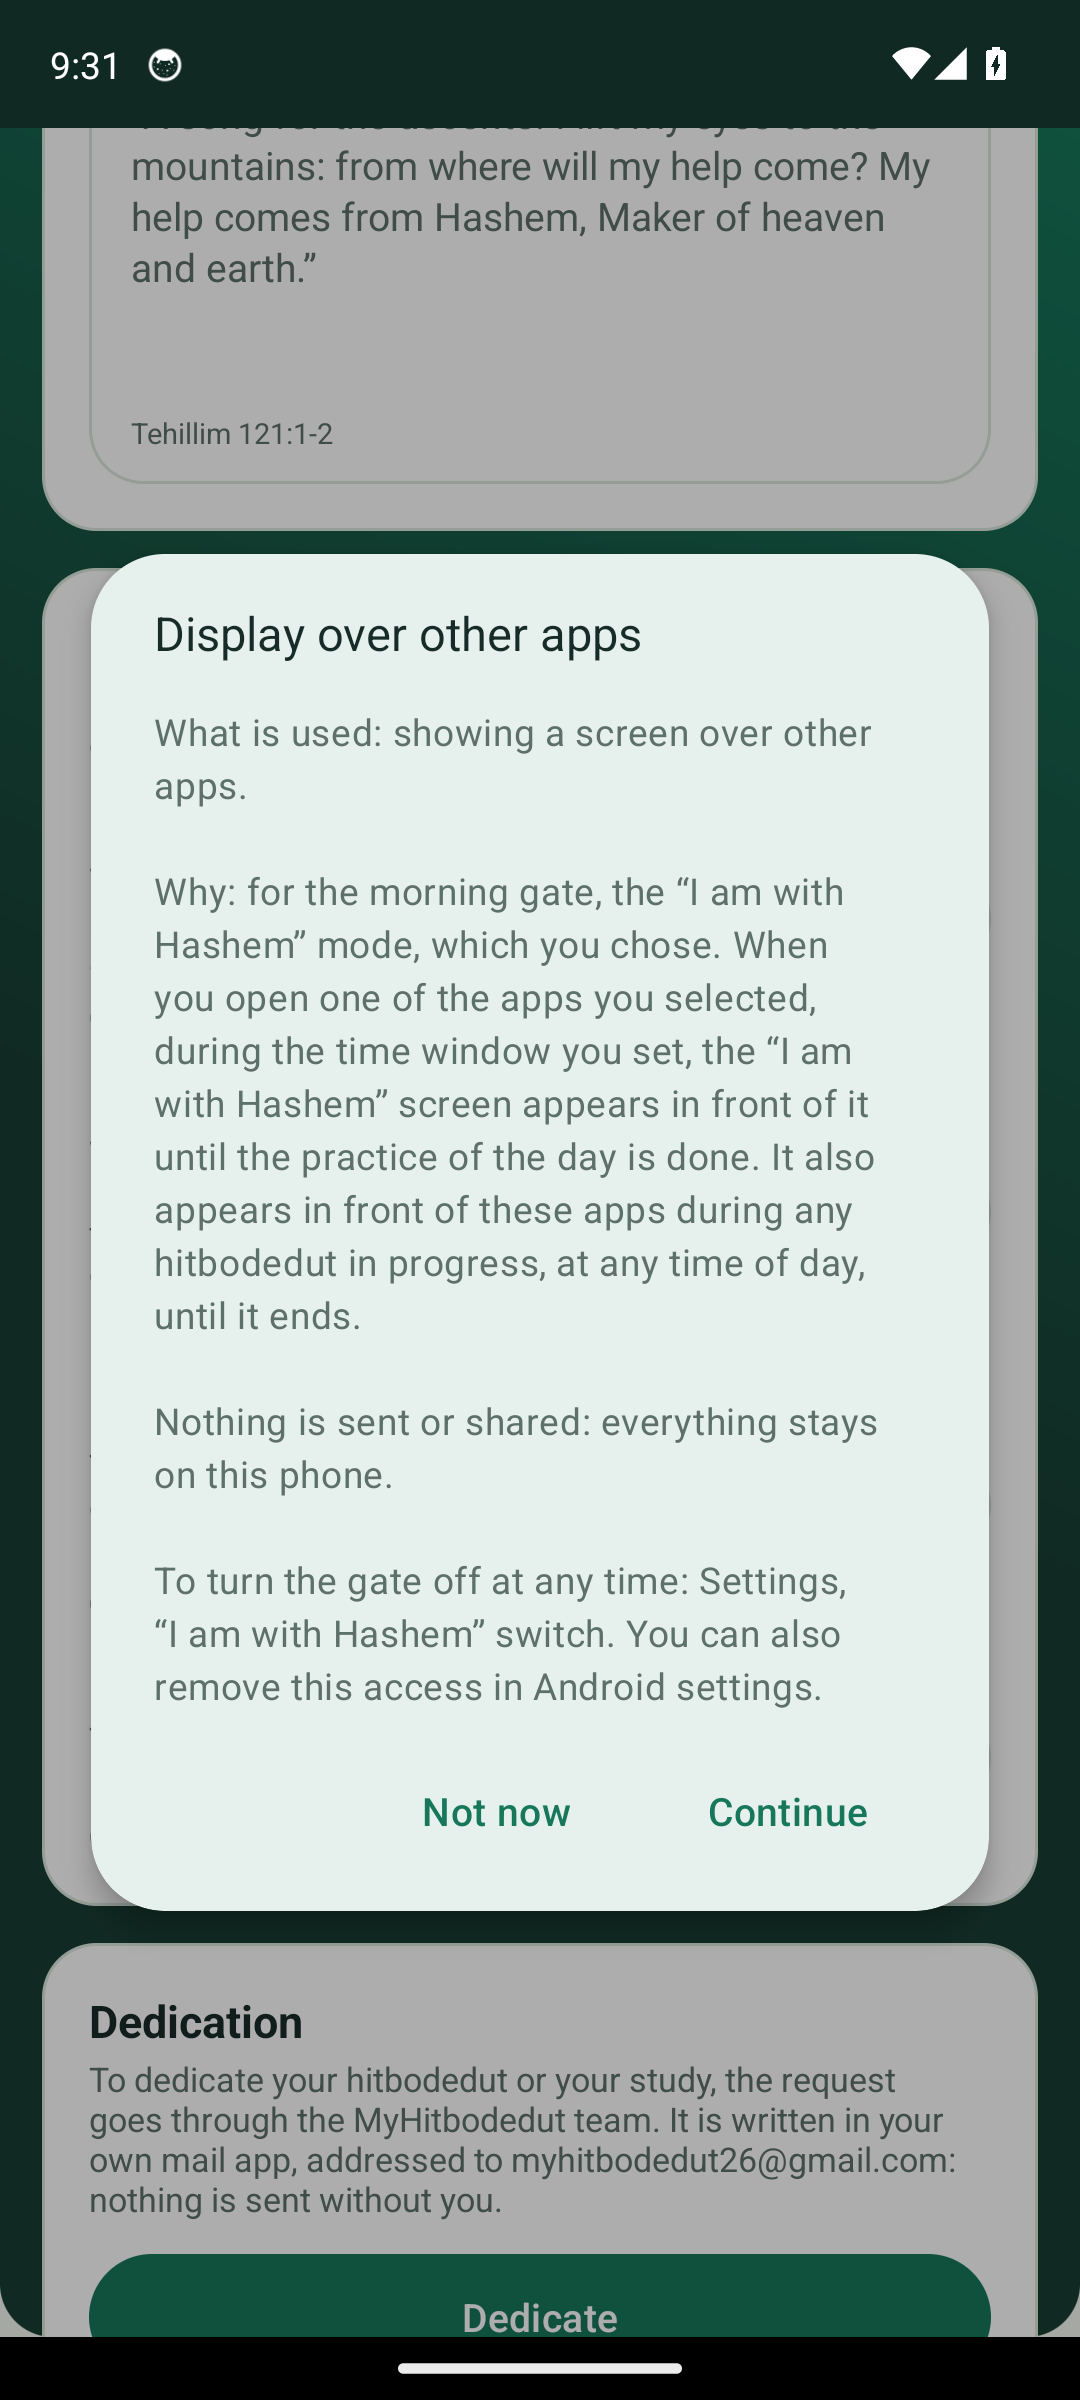 9:31
mountains: from where will my help come? My
help comes from Hashem, Maker of heaven
and earth.”
Tehillim 121:1-2
Display over other apps
What is used: showing a screen over other
apps.
Why: for the morning gate, the “I am with
Hashem” mode, which you chose. When
you open one of the apps you selected,
during the time window you set, the “I am
with Hashem” screen appears in front of it
until the practice of the day is done. It also
appears in front of these apps during any
hitbodedut in progress, at any time of day,
until it ends.
Nothing is sent or shared: everything stays
on this phone.
To turn the gate off at any time: Settings,
“I am with Hashem” switch. You can also
remove this access in Android settings.
Not now
Continue
Dedication
To dedicate your hitbodedut or your study, the request
goes through the MyHitbodedut team. It is written in your
own mail app, addressed to myhitbodedut26@gmail.com:
nothing is sent without you.
Dedicate